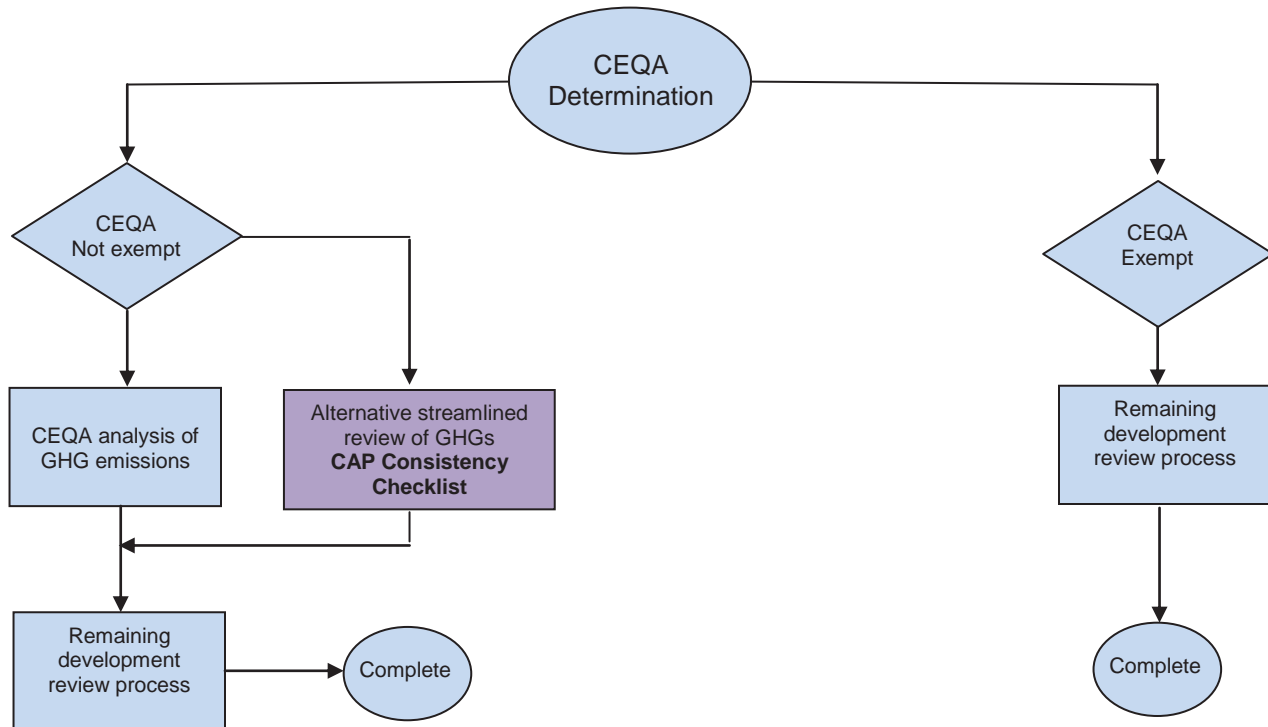 CEQA
Determination
CEQA
Not exempt
CEQA
Exempt
CEQA analysis of
GHG emissions
Alternative streamlined
review of GHGs
CAP Consistency
Checklist
Remaining
development
review process
Remaining
development
review process
Complete
Complete